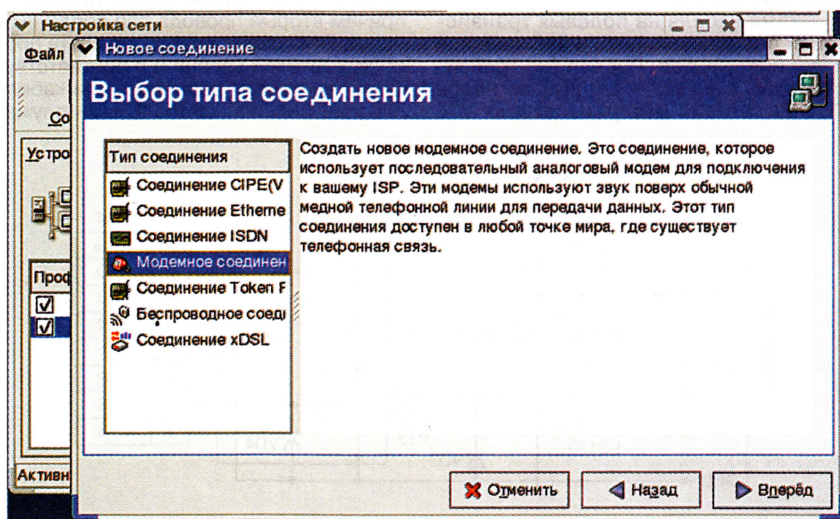 Настройка сети
Файл
Новое соединение
Выбор типа соединения
Со
Устро
Проф
Активн
Тип соединения
Соединение CIPE(V
Соединение Etherne
Соединение ISDN
Модемное соединен
Соединение Token F
Беспроводное соеди
Соединение xDSL
Создать новое модемное соединение. Это соединение, которое
использует последовательный аналоговый модем для подключения
к вашему ISP. Эти модемы используют звук поверх обычной
медной телефонной линии для передачи данных. Этот тип
соединения доступен в любой точке мира, где существует
телефонная связь.
Отменить
Назад
Вперёд